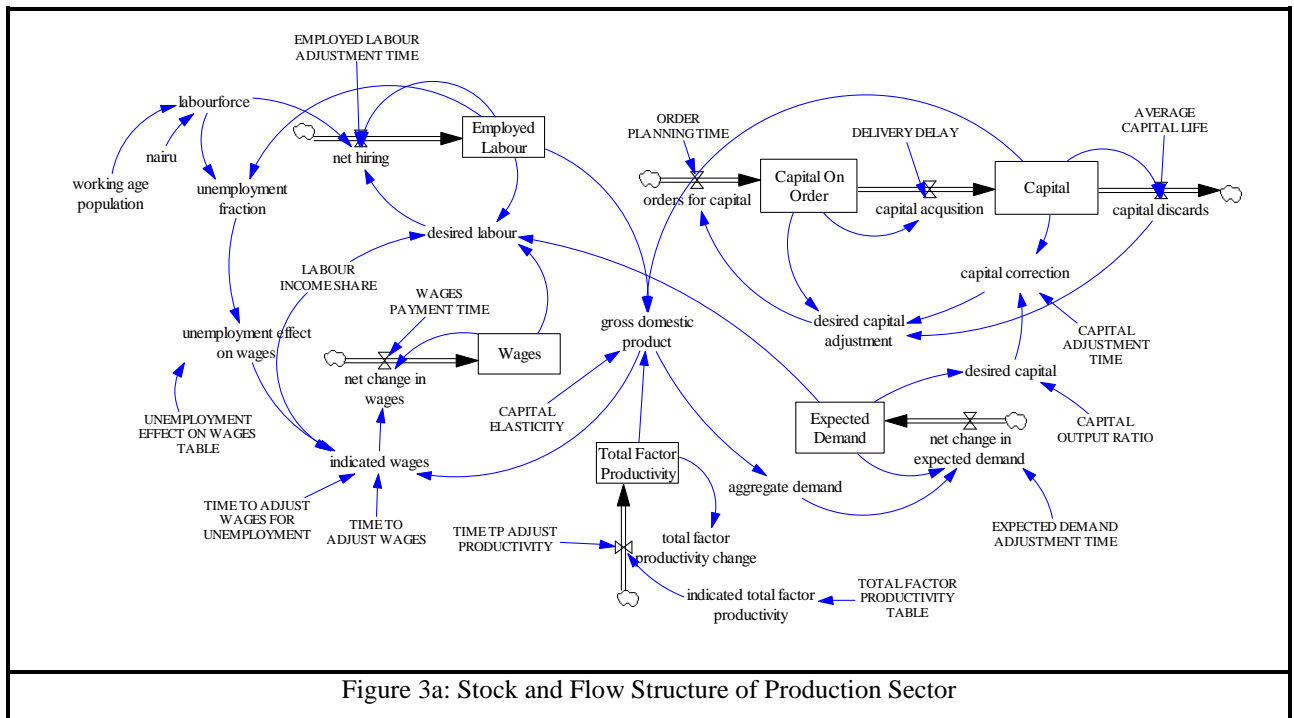 EMPLOYED LABOUR
ADJUSTMENT TIME
labourforce
nairu
working age
population
unemployment
fraction
net hiring
Employed
Labour
desired labour
LABOUR
INCOME SHARE
WAGES
PAYMENT TIME
unemployment effect
on wages
net change in
wages
Wages
UNEMPLOYMENT
EFFECT ON WAGES
TABLE
indicated wages
TIME TO ADJUST
WAGES FOR
UNEMPLOYMENT
TIME TO
ADJUST WAGES
CAPITAL
ELASTICITY
gross domestic
product
ORDER
PLANNING TIME
orders for capital
Capital On
Order
DELIVERY DELAY
capital acqusition
Capital
AVERAGE
CAPITAL LIFE
capital discards
capital correction
desired capital
adjustment
CAPITAL
ADJUSTMENT
TIME
desired capital
CAPITAL
OUTPUT RATIO
Expected
Demand
net change in
expected demand
EXPECTED DEMAND
ADJUSTMENT TIME
aggregate demand
Total Factor
Productivity
TIME TP ADJUST
PRODUCTIVITY
total factor
productivity change
indicated total factor
productivity
TOTAL FACTOR
PRODUCTIVITY
TABLE
Figure 3a: Stock and Flow Structure of Production Sector